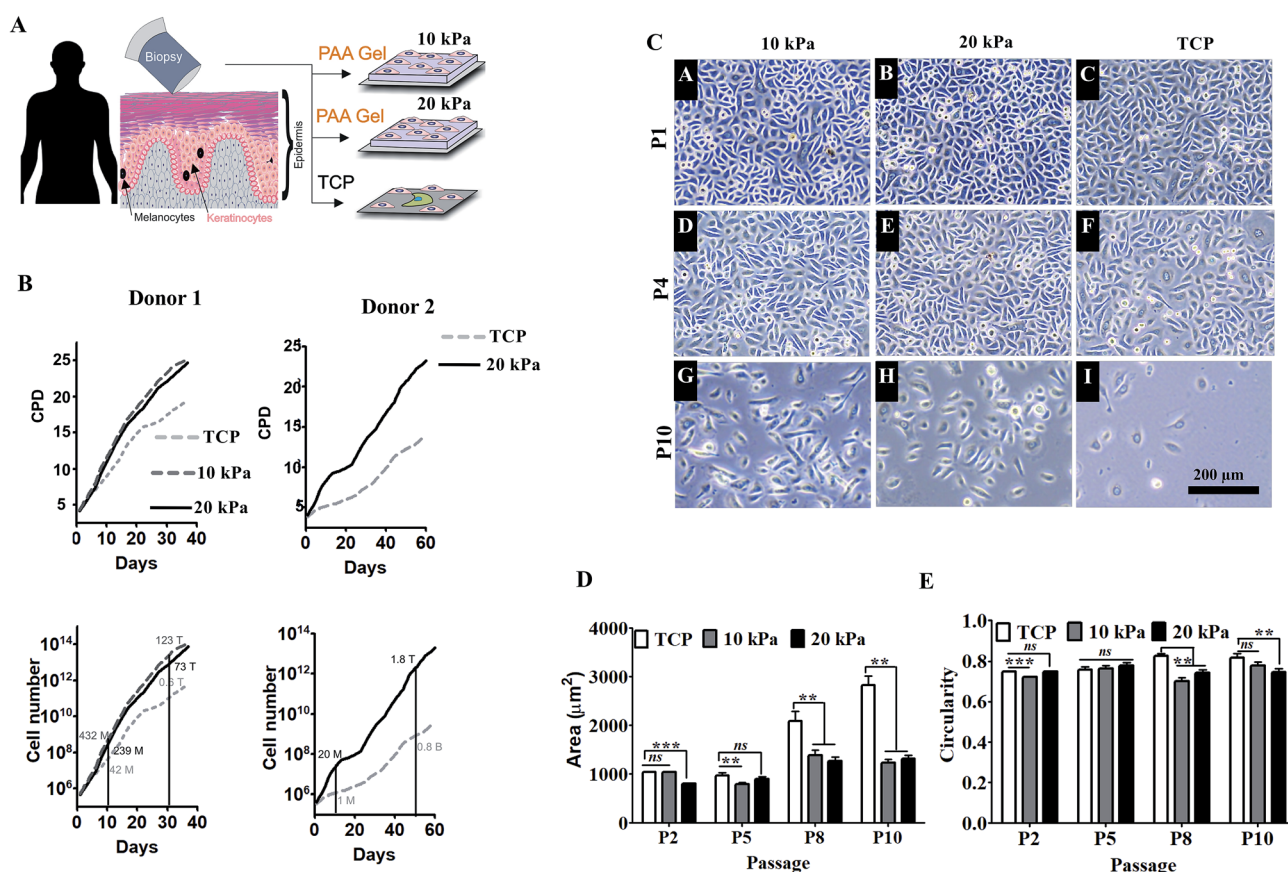 A
Biopsy
PAA Gel
10 kPa
PAA Gel
20 kPa
TCP
Epidermis
Melanocytes
Keratinocytes
B
Donor 1
Donor 2
TCP
20 kPa
CPD
25
20
15
10
5
TCP
10 kPa
20 kPa
0 10 20 30 40
Days
CPD
25
20
15
10
5
0 20 40 60
Days
Cell number
10^14
10^12
10^10
10^8
10^6
123 T
73 T
0.6 T
432 M
239 M
42 M
0 10 20 30 40
Days
Cell number
10^14
10^12
10^10
10^8
10^6
1.8 T
20 M
0.8 B
1 M
0 20 40 60
Days
C
10 kPa 20 kPa TCP
P1
A B C
P4
D E F
P10
G H I
200 μm
D
Area (μm²)
4000
3000
2000
1000
0
TCP 10 kPa 20 kPa
ns *** ** ns ** **
P2 P5 P8 P10
Passage
E
Circularity
1.0
0.8
0.6
0.4
0.2
0.0
TCP 10 kPa 20 kPa
ns *** ns ** ns **
P2 P5 P8 P10
Passage